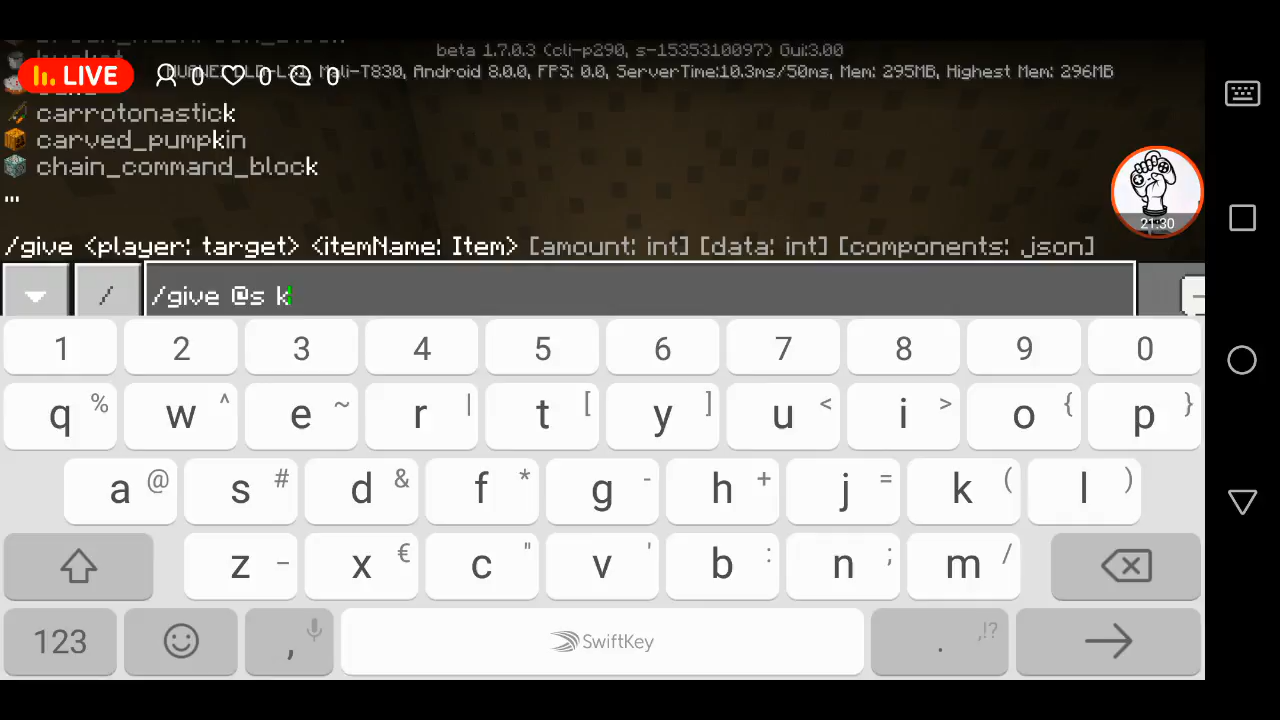 beta 1.7.0.3 (cli-p290, s-1535310097) Gui:3.00
LIVE 0 0 0
Mali-T830, Android 8.0.0, FPS: 0.0, ServerTime:10.3ms/50ms, Mem: 295MB, Highest Mem: 296MB
carrotonastick
carved_pumpkin
chain_command_block
...
21:30
/give <player: target> <itemName: Item> [amount: int] [data: int] [components: .json]
/ /give @s k
1 2 3 4 5 6 7 8 9 0
q % w ^ e ~ r | t [ y ] u < i > o { p }
a @ s # d & f * g - h + j = k ( l )
z _ x € c " v ' b : n ; m /
123 , SwiftKey . ,!?